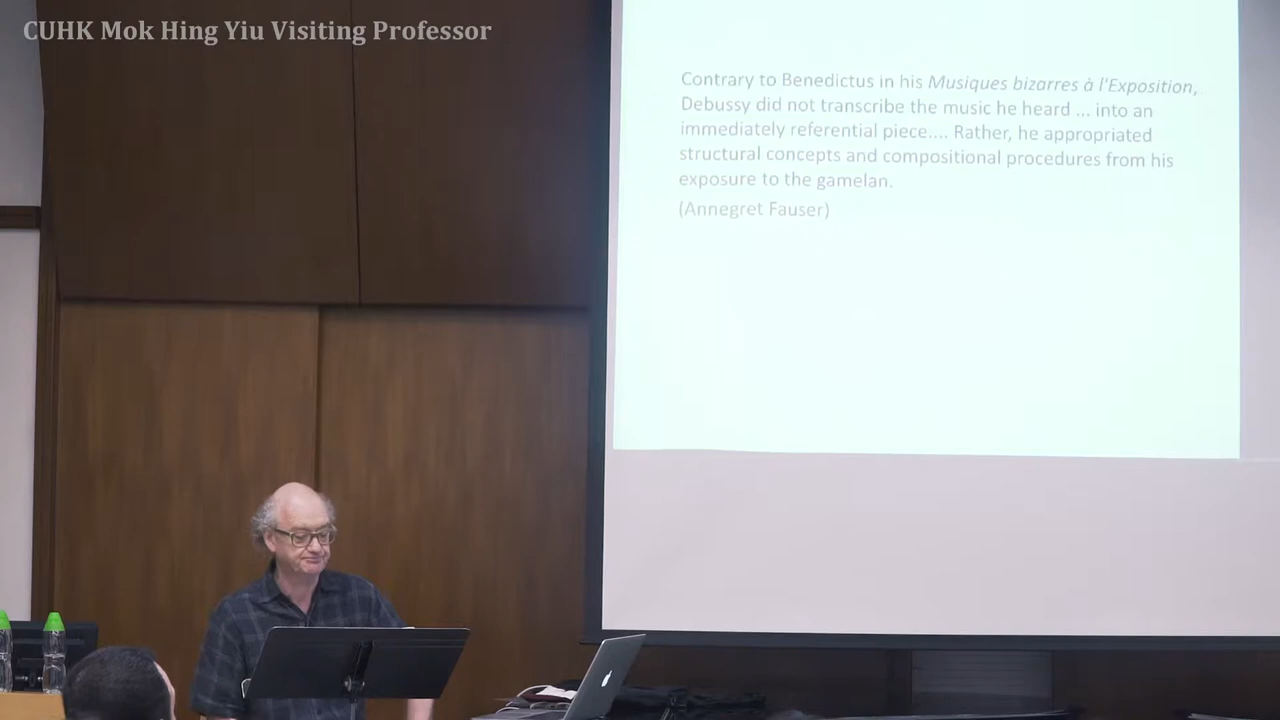 CUHK Mok Hing Yiu Visiting Professor
Contrary to Benedictus in his Musiques bizarres à l'Exposition,
Debussy did not transcribe the music he heard ... into an
immediately referential piece.... Rather, he appropriated
structural concepts and compositional procedures from his
exposure to the gamelan.
(Annegret Fauser)